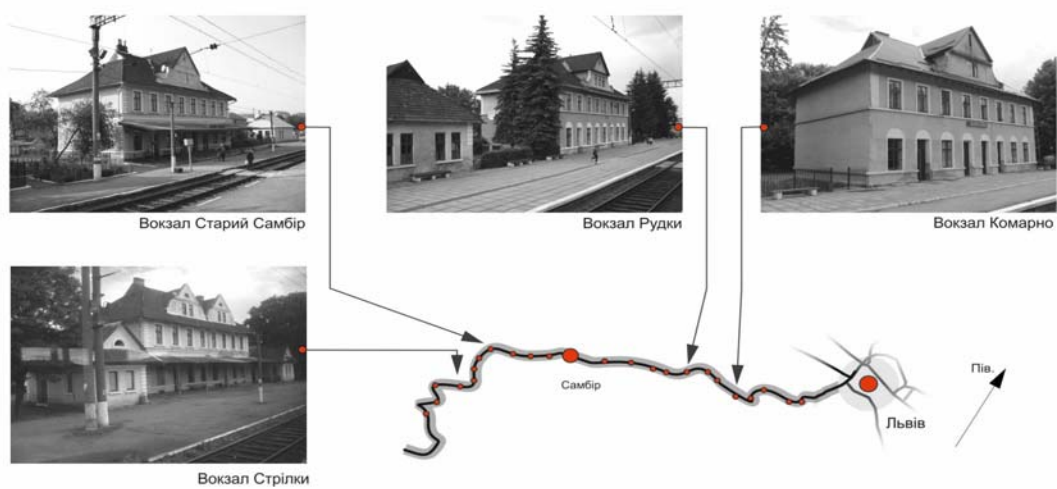 Вокзал Старий Самбір
Вокзал Рудки
Вокзал Комарно
Самбір
Пів.
Львів
Вокзал Стрілки